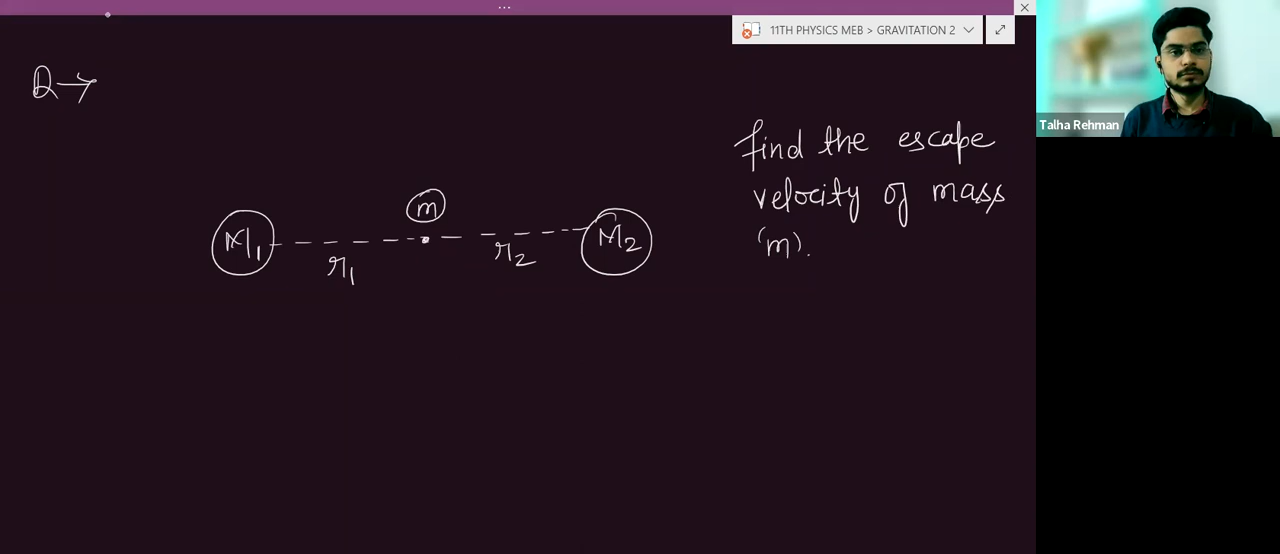 11TH PHYSICS MEB > GRAVITATION 2
Talha Rehman
Q→
find the escape
velocity of mass
'm'.
m
M1
M2
r1
r2